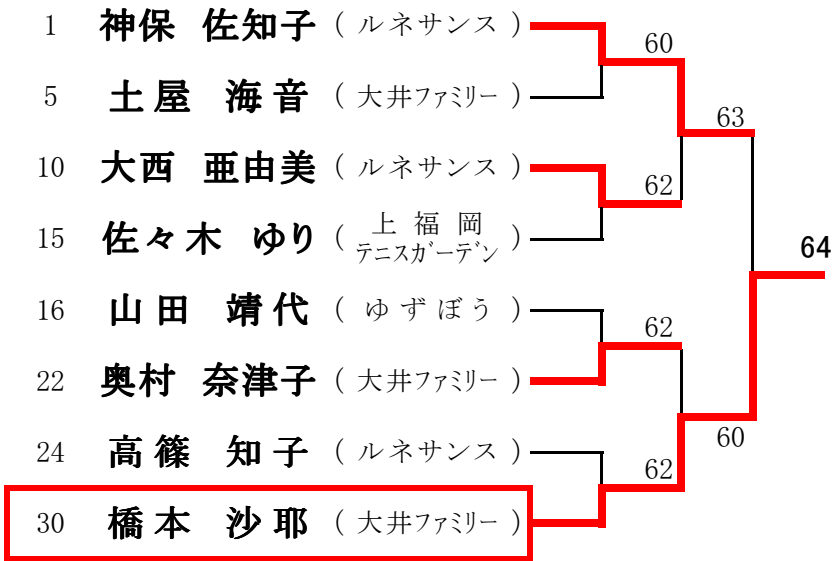 1 神保 佐知子 ( ルネサンス )
60
5 土屋 海音 ( 大井ファミリー )
63
10 大西 亜由美 ( ルネサンス )
62
15 佐々木 ゆり ( 上福岡
テニスガーデン )
64
16 山田 靖代 ( ゆずぼう )
62
22 奥村 奈津子 ( 大井ファミリー )
60
24 高篠 知子 ( ルネサンス )
62
30 橋本 沙耶 ( 大井ファミリー )